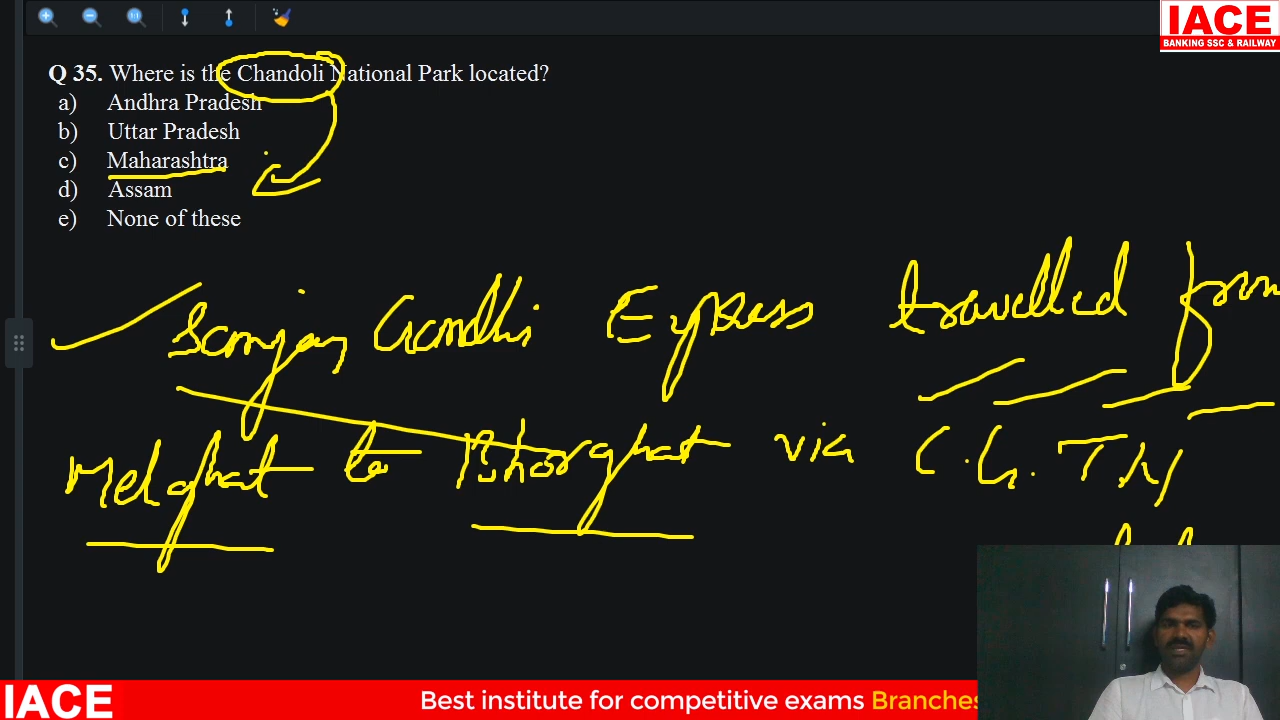 IACE
BANKING SSC & RAILWAY
Q 35. Where is the Chandoli National Park located?
a) Andhra Pradesh
b) Uttar Pradesh
c) Maharashtra
d) Assam
e) None of these
Sanjay Gandhi Express travelled from
Melghat to Bhorghat via C.G.T.N
IACE
Best institute for competitive exams Branches